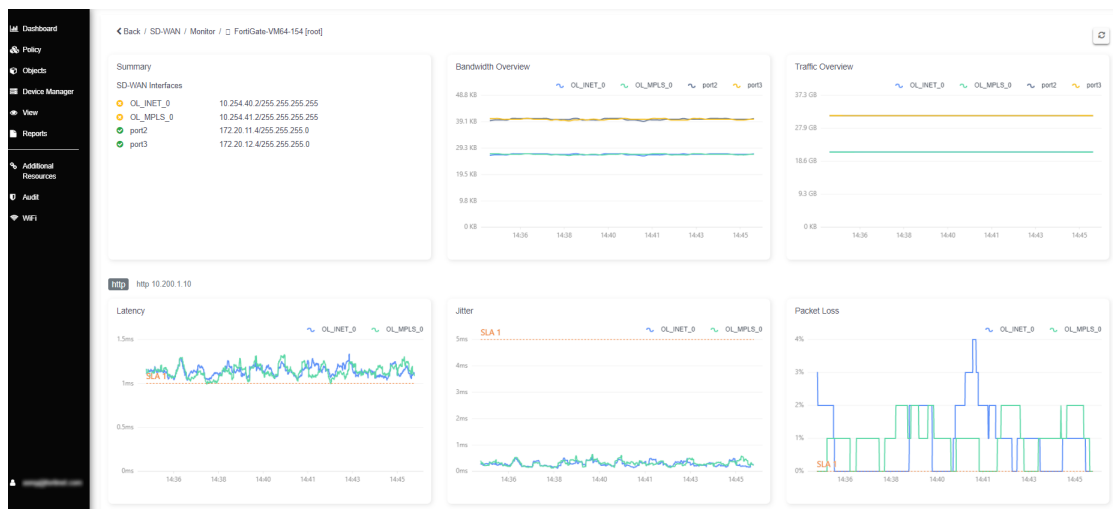 Dashboard
Policy
Objects
Device Manager
View
Reports
Additional
Resources
Audit
WiFi
Back / SD-WAN / Monitor / FortiGate-VM64-154 [root]
Summary
SD-WAN Interfaces
OL_INET_0 10.254.40.2/255.255.255.255
OL_MPLS_0 10.254.41.2/255.255.255.255
port2 172.20.11.4/255.255.255.0
port3 172.20.12.4/255.255.255.0
Bandwidth Overview
OL_INET_0 OL_MPLS_0 port2 port3
48.8 KB
39.1 KB
29.3 KB
19.5 KB
9.8 KB
0 KB
14:36 14:38 14:40 14:41 14:43 14:45
Traffic Overview
OL_INET_0 OL_MPLS_0 port2 port3
37.3 GB
27.9 GB
18.6 GB
9.3 GB
0 KB
14:36 14:38 14:40 14:41 14:43 14:45
http http 10.200.1.10
Latency
OL_INET_0 OL_MPLS_0
1.5ms
SLA 1
1ms
0.5ms
0ms
14:36 14:38 14:40 14:41 14:43 14:45
Jitter
SLA 1 OL_INET_0 OL_MPLS_0
5ms
4ms
3ms
2ms
1ms
0ms
14:36 14:38 14:40 14:41 14:43 14:45
Packet Loss
OL_INET_0 OL_MPLS_0
4%
3%
2%
1%
SLA 1
0%
14:36 14:38 14:40 14:41 14:43 14:45